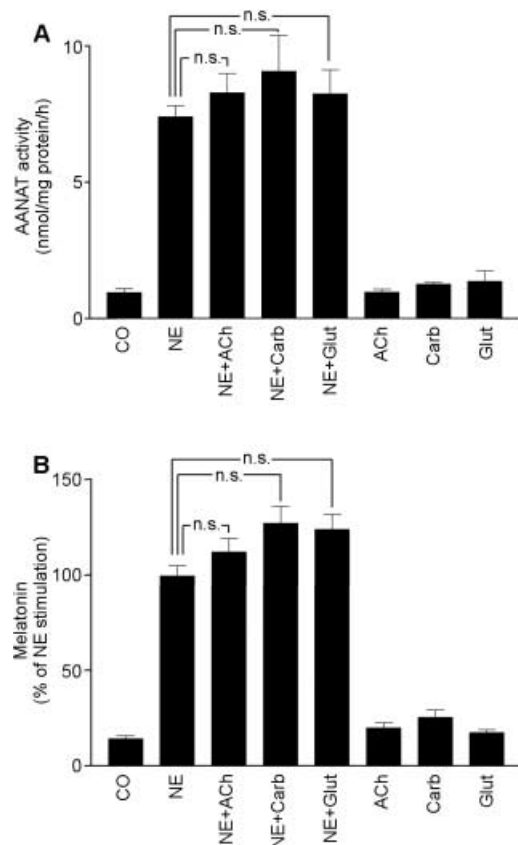 A
n.s.
n.s.
n.s.
10
5
0
AANAT activity
(nmol/mg protein/h)
CO
NE
NE+ACh
NE+Carb
NE+Glut
ACh
Carb
Glut
B
n.s.
n.s.
n.s.
150
100
50
0
Melatonin
(% of NE stimulation)
CO
NE
NE+ACh
NE+Carb
NE+Glut
ACh
Carb
Glut